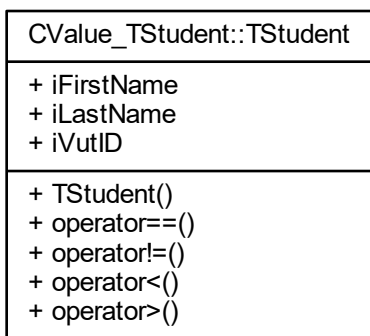 CValue_TStudent::TStudent
+ iFirstName
+ iLastName
+ iVutID
+ TStudent()
+ operator==()
+ operator!=()
+ operator<()
+ operator>()